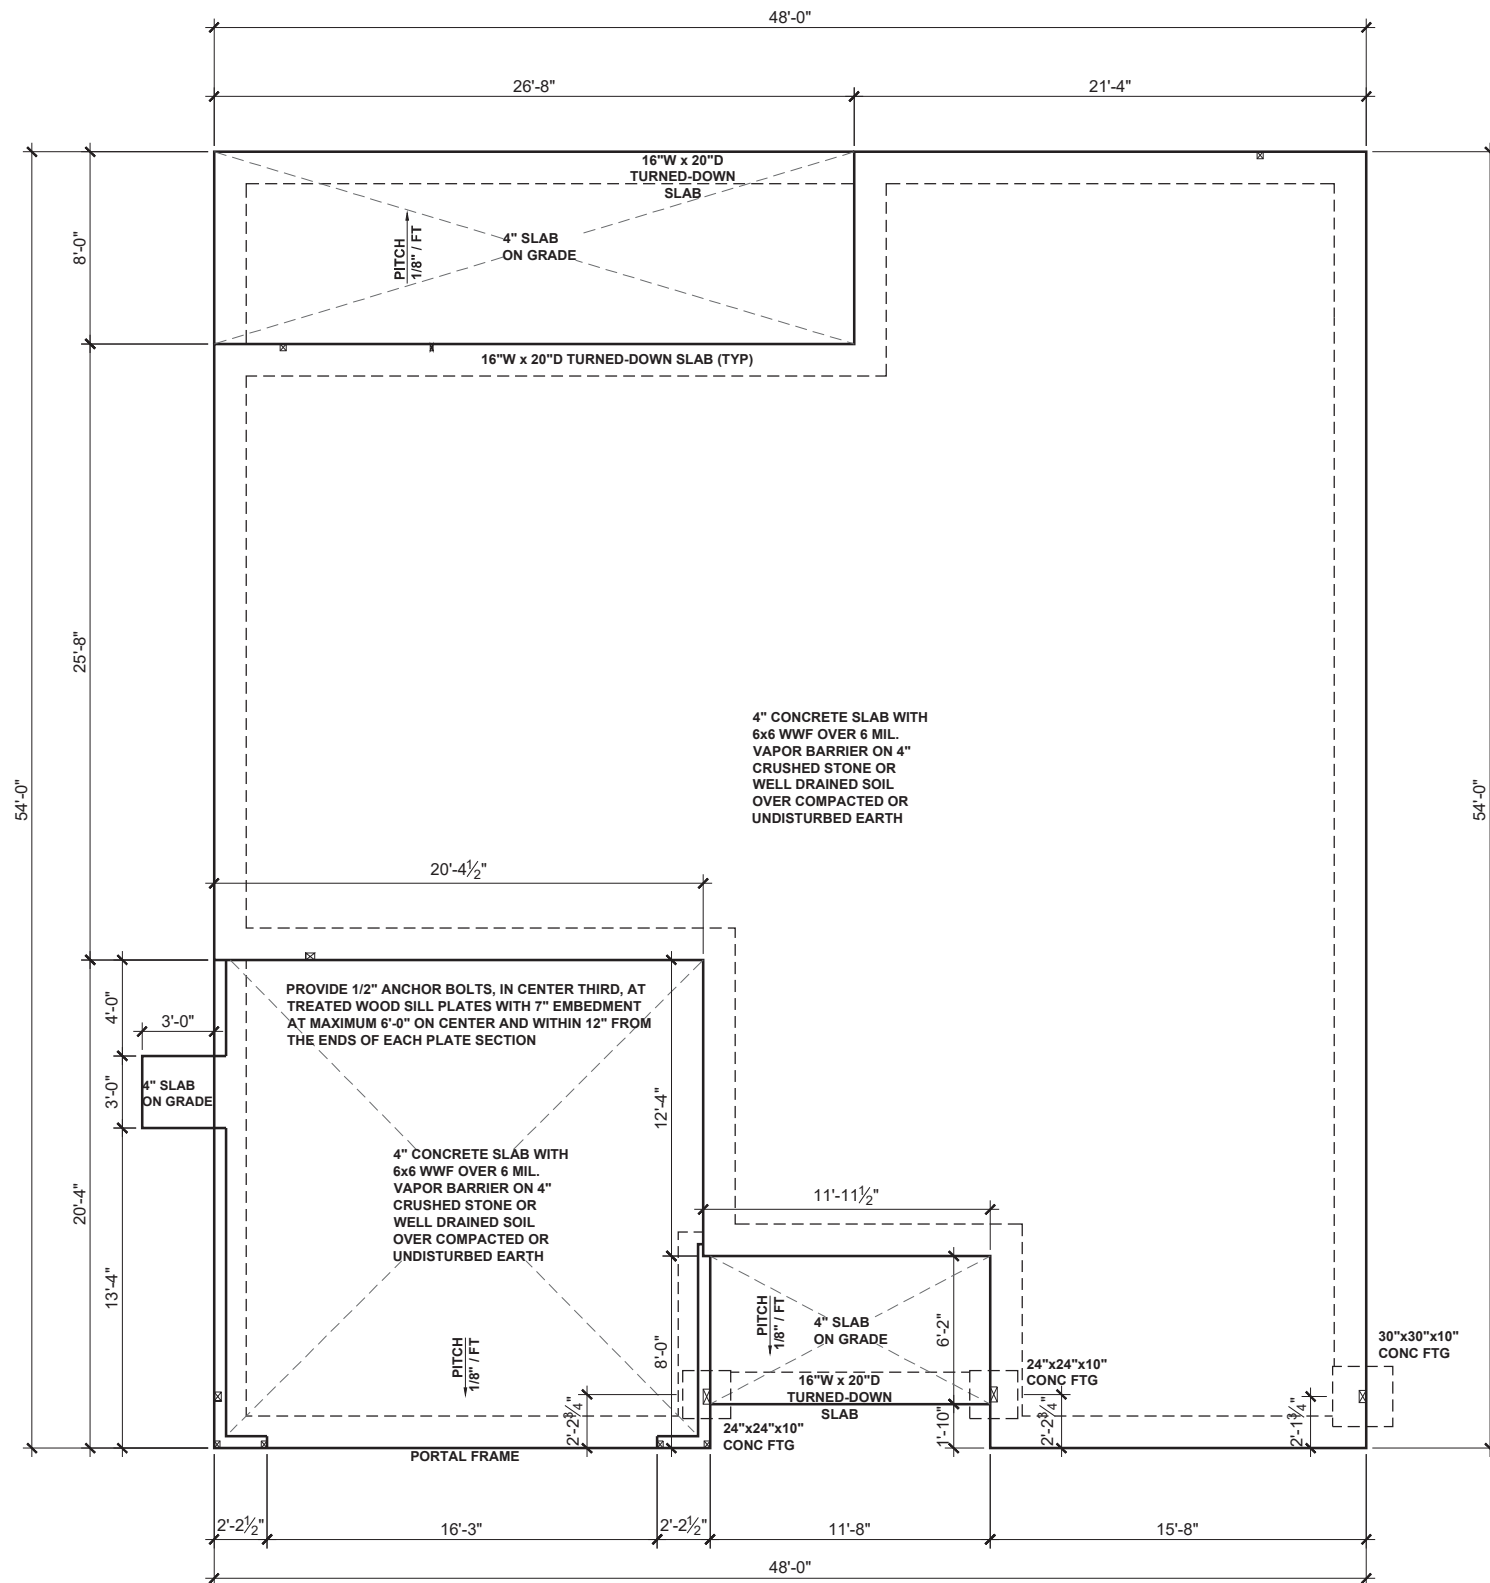 48'-0"
26'-8"
21'-4"
16"W x 20"D
TURNED-DOWN
SLAB
8'-0"
PITCH
1/8" / FT
4" SLAB
ON GRADE
16"W x 20"D TURNED-DOWN SLAB (TYP)
25'-8"
54'-0"
54'-0"
4" CONCRETE SLAB WITH
6x6 WWF OVER 6 MIL.
VAPOR BARRIER ON 4"
CRUSHED STONE OR
WELL DRAINED SOIL
OVER COMPACTED OR
UNDISTURBED EARTH
20'-4½"
PROVIDE 1/2" ANCHOR BOLTS, IN CENTER THIRD, AT
TREATED WOOD SILL PLATES WITH 7" EMBEDMENT
AT MAXIMUM 6'-0" ON CENTER AND WITHIN 12" FROM
THE ENDS OF EACH PLATE SECTION
4'-0"
3'-0"
3'-0"
4" SLAB
ON GRADE
12'-4"
4" CONCRETE SLAB WITH
6x6 WWF OVER 6 MIL.
VAPOR BARRIER ON 4"
CRUSHED STONE OR
WELL DRAINED SOIL
OVER COMPACTED OR
UNDISTURBED EARTH
20'-4"
13'-4"
11'-11½"
PITCH
1/8" / FT
4" SLAB
ON GRADE
6'-2"
PITCH
1/8" / FT
8'-0"
30"x30"x10"
CONC FTG
24"x24"x10"
CONC FTG
16"W x 20"D
TURNED-DOWN
SLAB
2'-2¾"
1'-10"
2'-2¾"
2'-1¾"
24"x24"x10"
CONC FTG
PORTAL FRAME
2'-2½"
16'-3"
2'-2½"
11'-8"
15'-8"
48'-0"